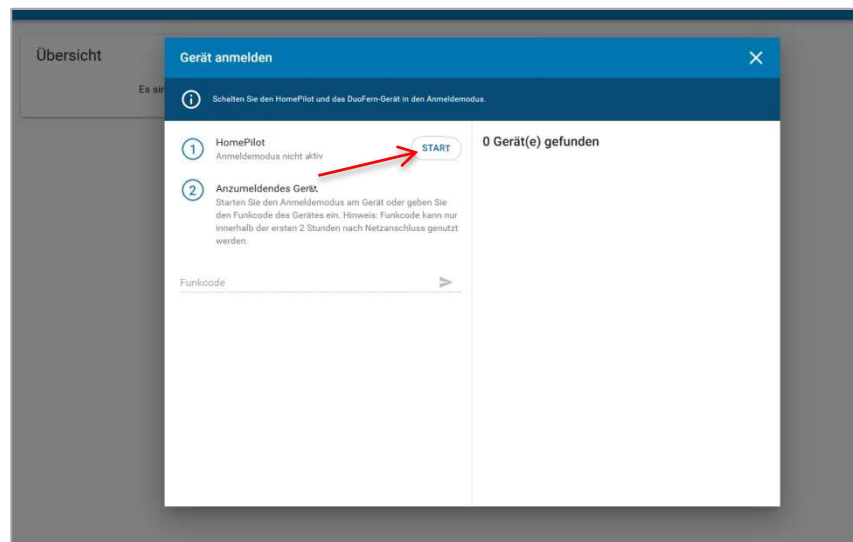 Übersicht
Es sin
Gerät anmelden
Schalten Sie den HomePilot und das DuoFern-Gerät in den Anmeldemodus.
1 HomePilot
Anmeldemodus nicht aktiv
START
2 Anzumeldendes Gerät
Starten Sie den Anmeldemodus am Gerät oder geben Sie
den Funkcode des Gerätes ein. Hinweis: Funkcode kann nur
innerhalb der ersten 2 Stunden nach Netzanschluss genutzt
werden.
Funkcode
0 Gerät(e) gefunden